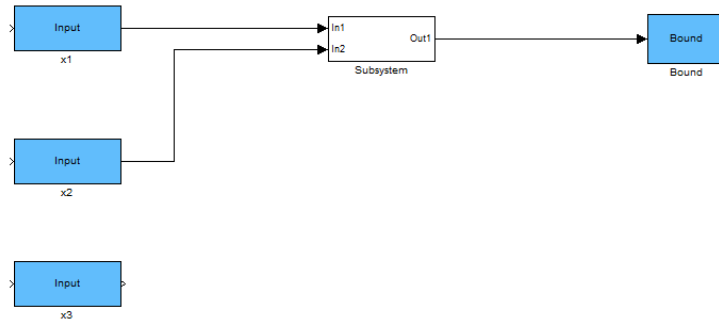 Input
x1
In1
In2
Out1
Subsystem
Bound
Bound
Input
x2
Input
x3